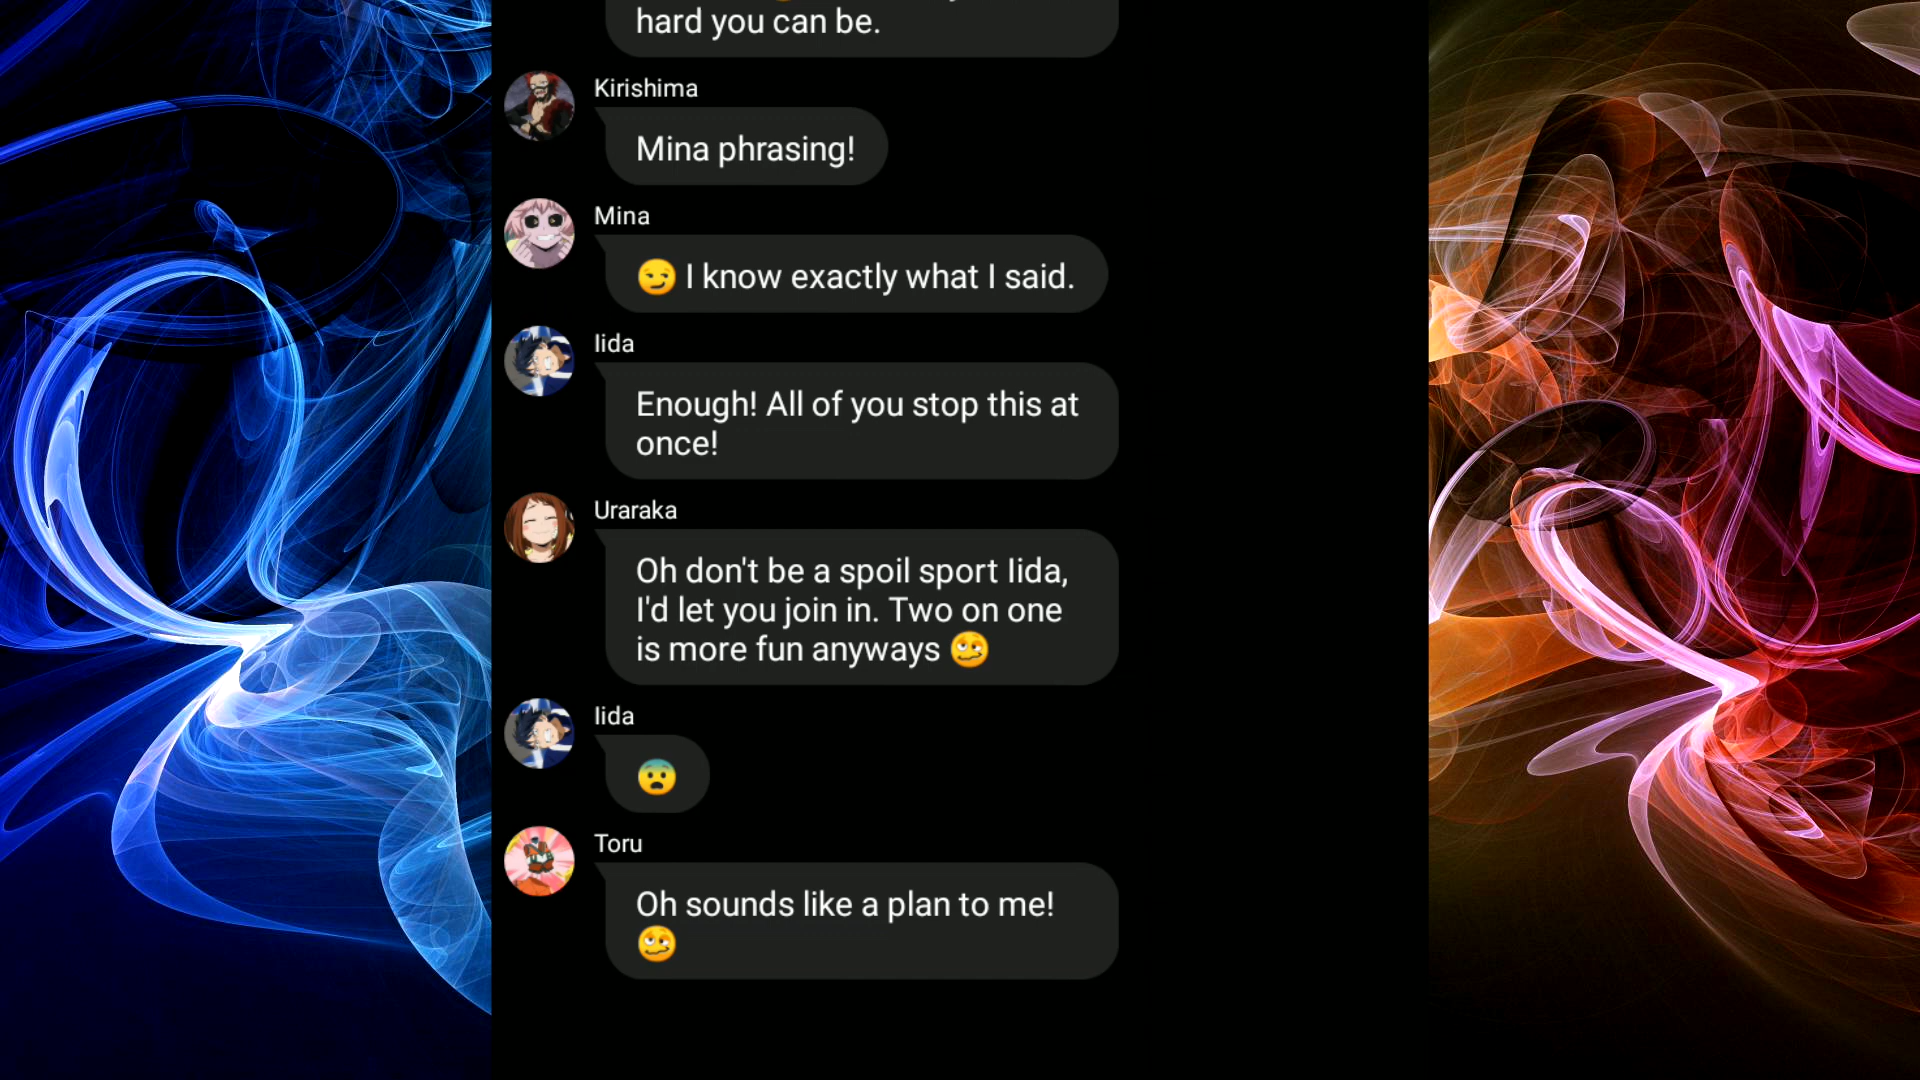 hard you can be.
Kirishima
Mina phrasing!
Mina
😏 I know exactly what I said.
Iida
Enough! All of you stop this at
once!
Uraraka
Oh don't be a spoil sport Iida,
I'd let you join in. Two on one
is more fun anyways 🥴
Iida
😨
Toru
Oh sounds like a plan to me!
🥴